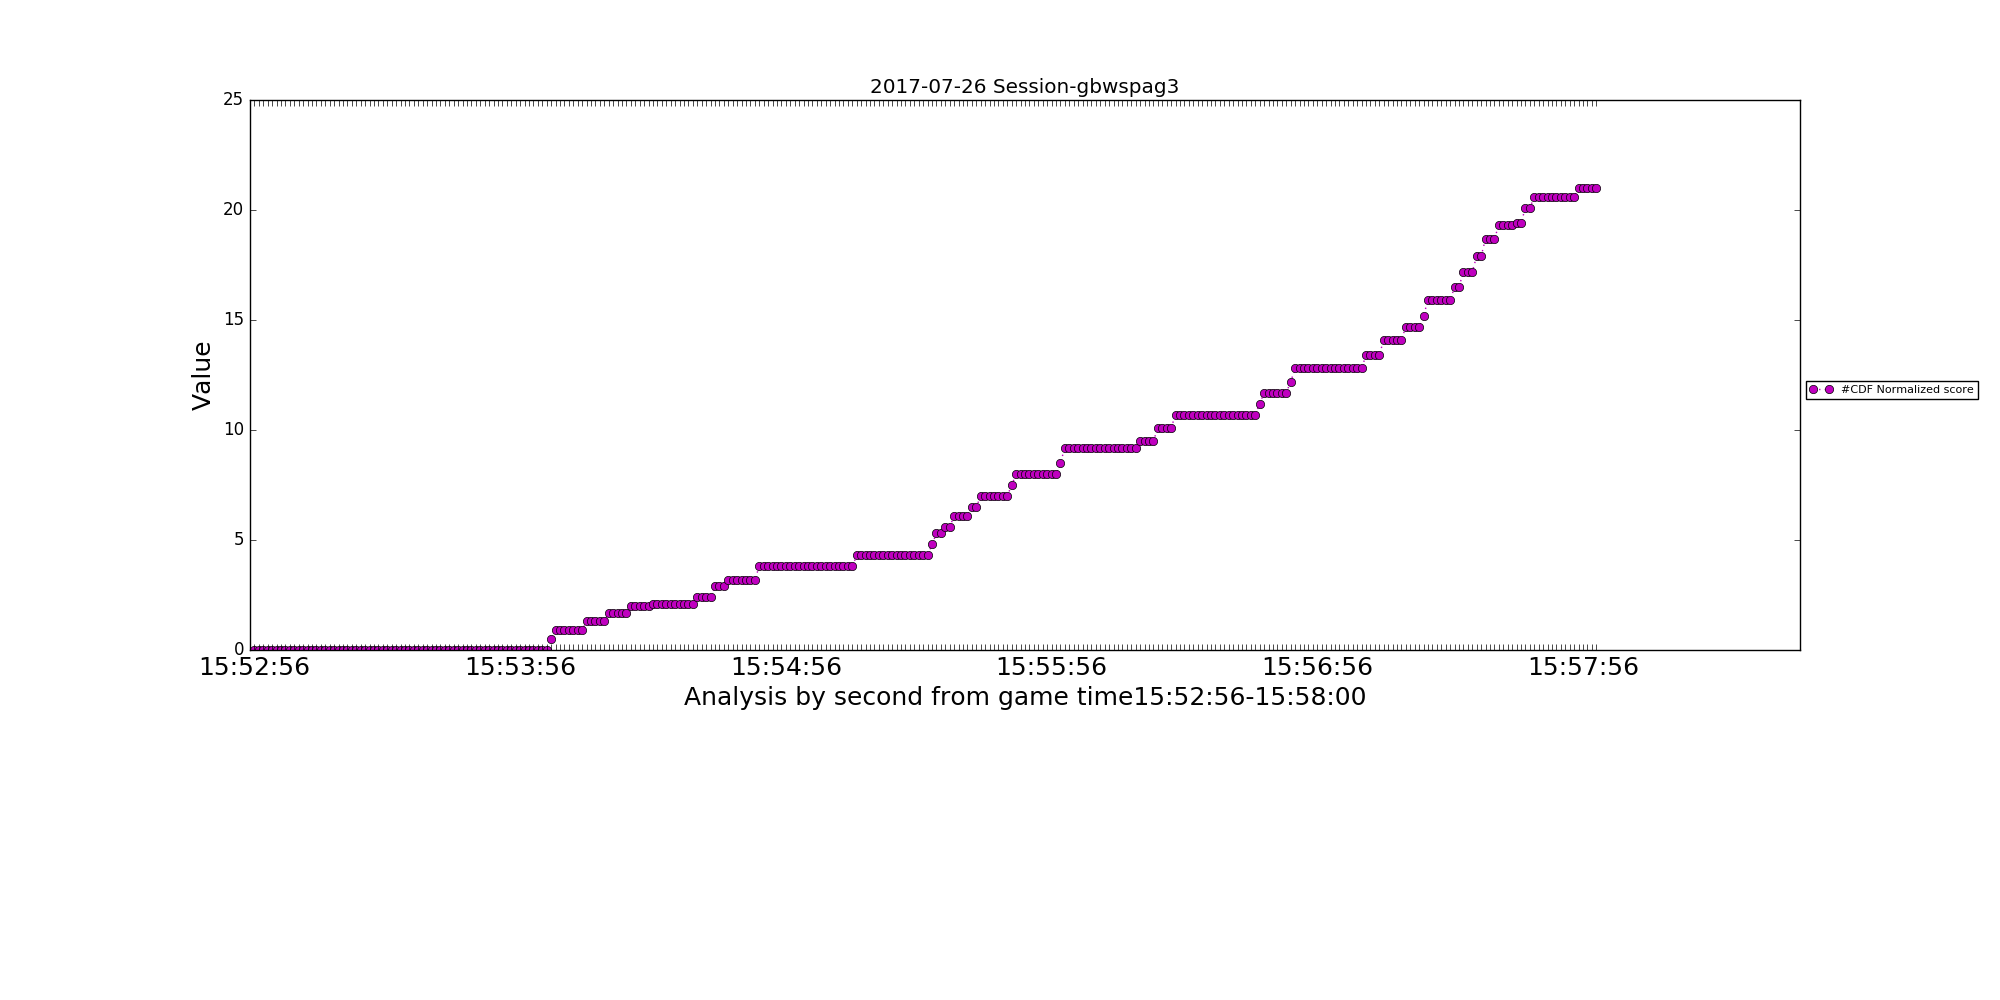 2017-07-26 Session-gbwspag3
25
20
15
10
5
0
Value
#CDF Normalized score
15:52:56 15:53:56 15:54:56 15:55:56 15:56:56 15:57:56
Analysis by second from game time15:52:56-15:58:00